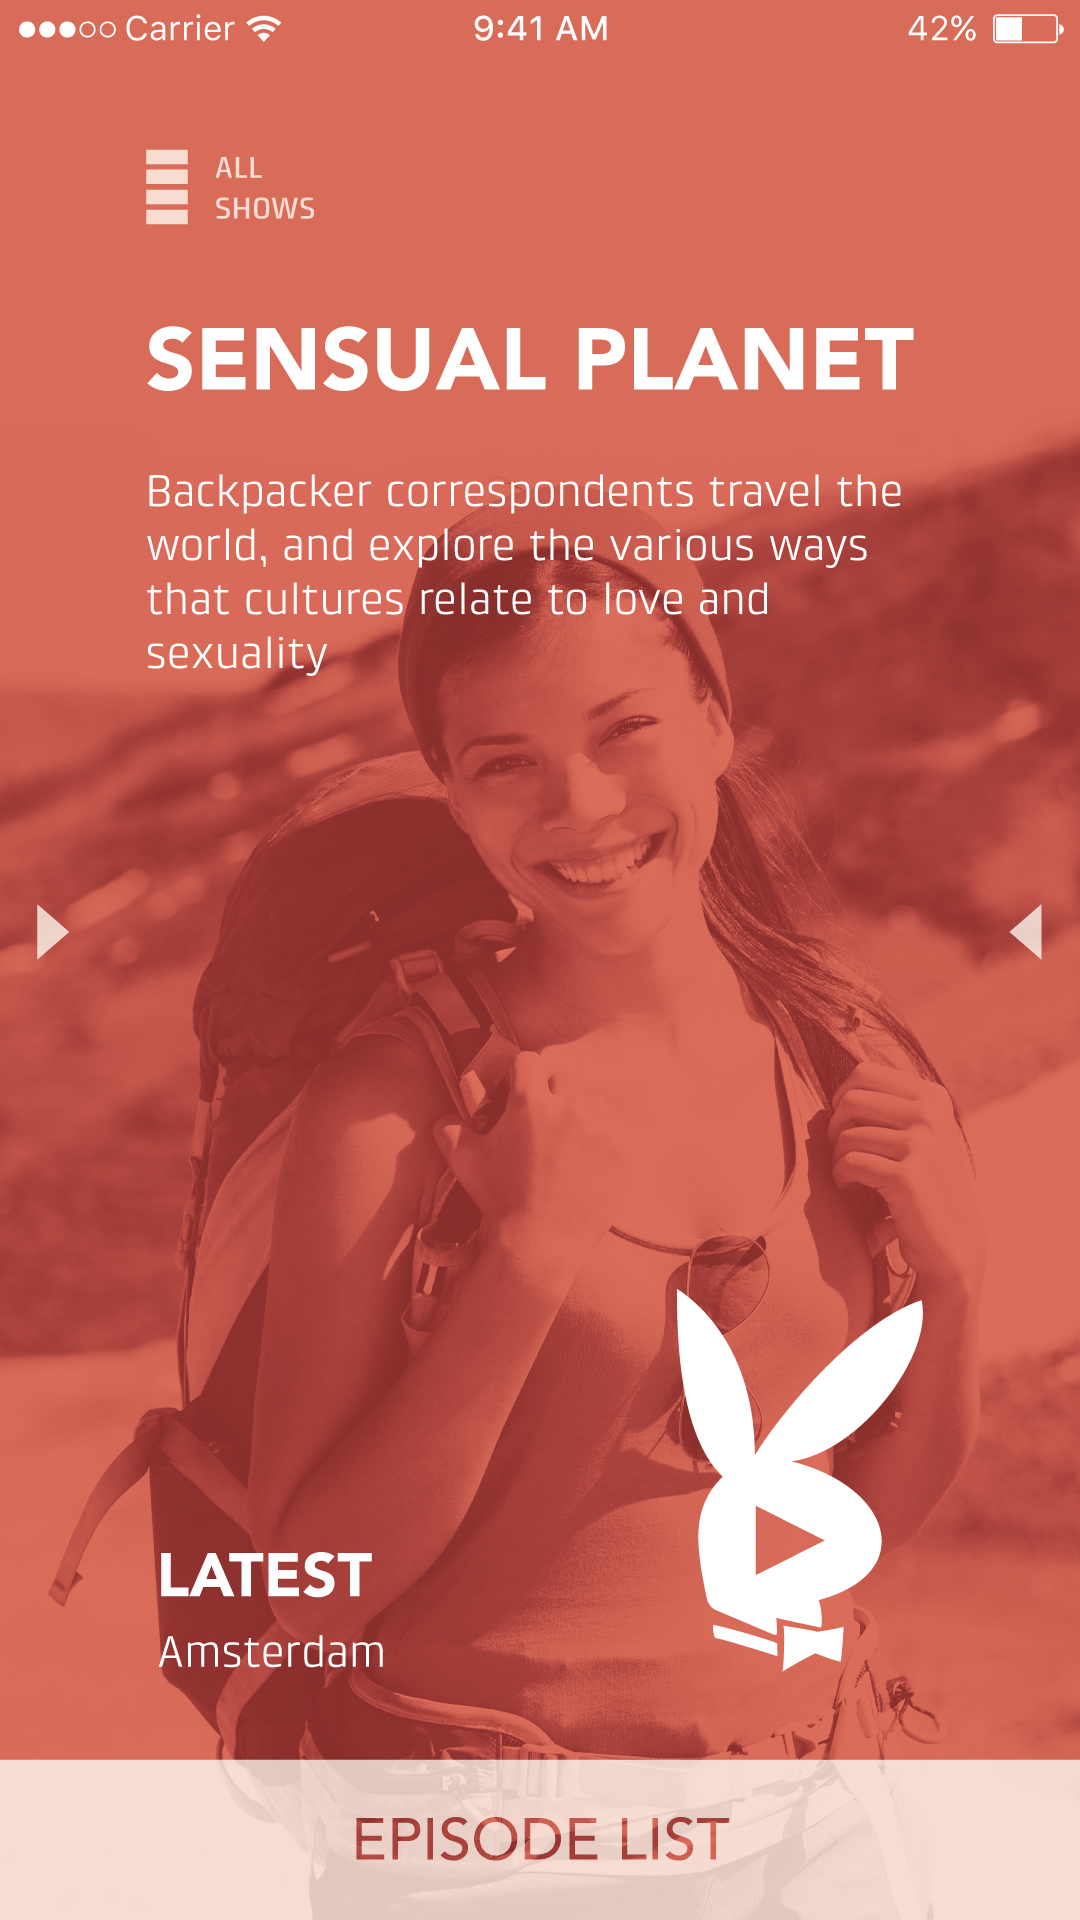 Carrier 9:41 AM 42%
ALL
SHOWS
SENSUAL PLANET
Backpacker correspondents travel the
world, and explore the various ways
that cultures relate to love and
sexuality
LATEST
Amsterdam
EPISODE LIST